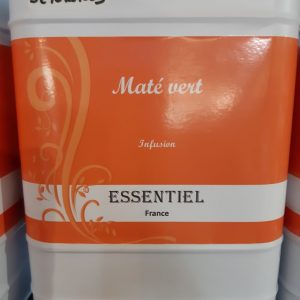 Maté vert
Infusion
ESSENTIEL
France